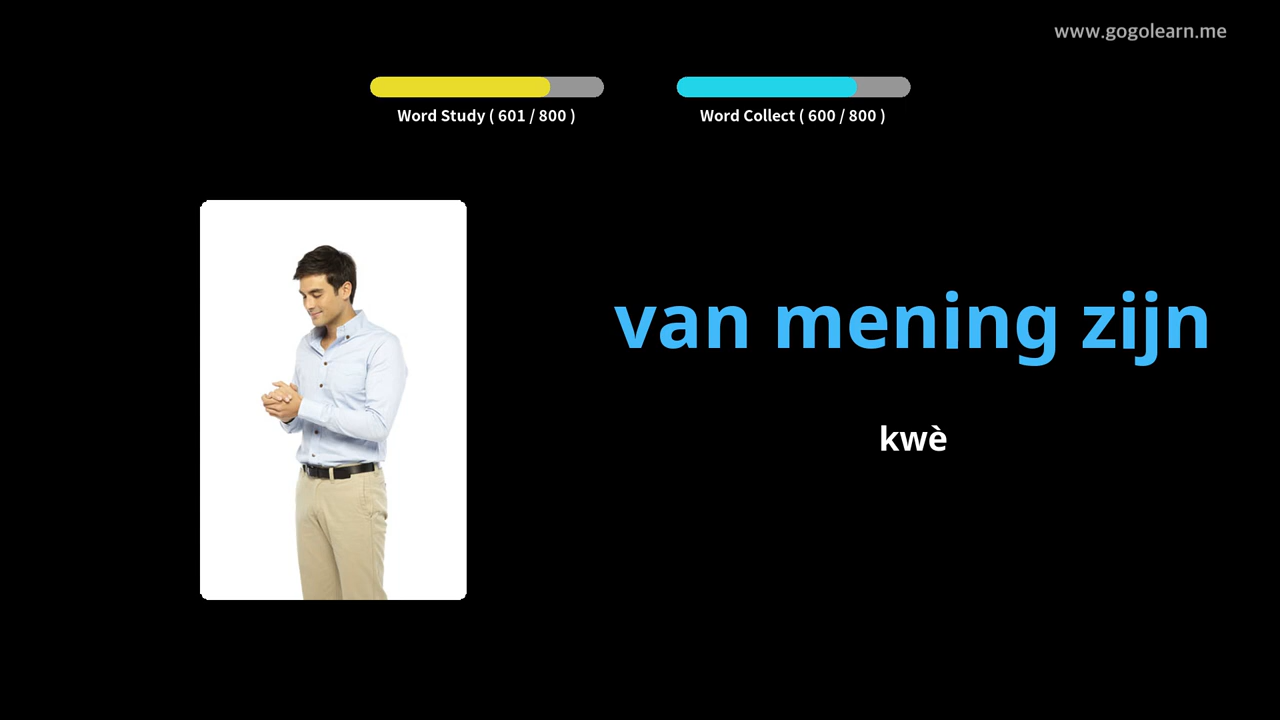 www.gogolearn.me
Word Study ( 601 / 800 )
Word Collect ( 600 / 800 )
van mening zijn
kwè